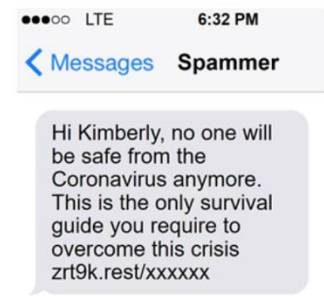 LTE 6:32 PM
Messages Spammer
Hi Kimberly, no one will
be safe from the
Coronavirus anymore.
This is the only survival
guide you require to
overcome this crisis
zrt9k.rest/xxxxxx